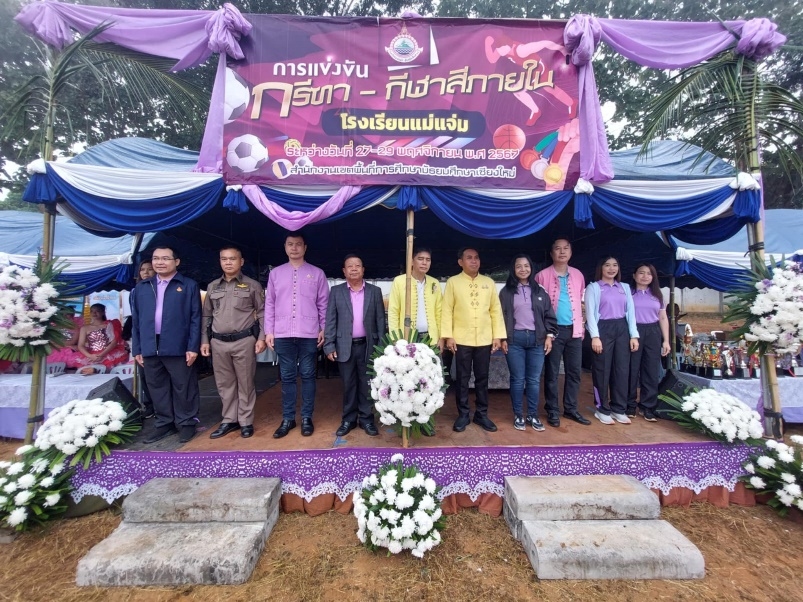 การแข่งขัน
กรีฑา - กีฬาสีภายใน
โรงเรียนแม่แจ่ม
ระหว่างวันที่ 27-29 พฤศจิกายน พ.ศ 2567
สำนักงานเขตพื้นที่การศึกษามัธยมศึกษาเชียงใหม่